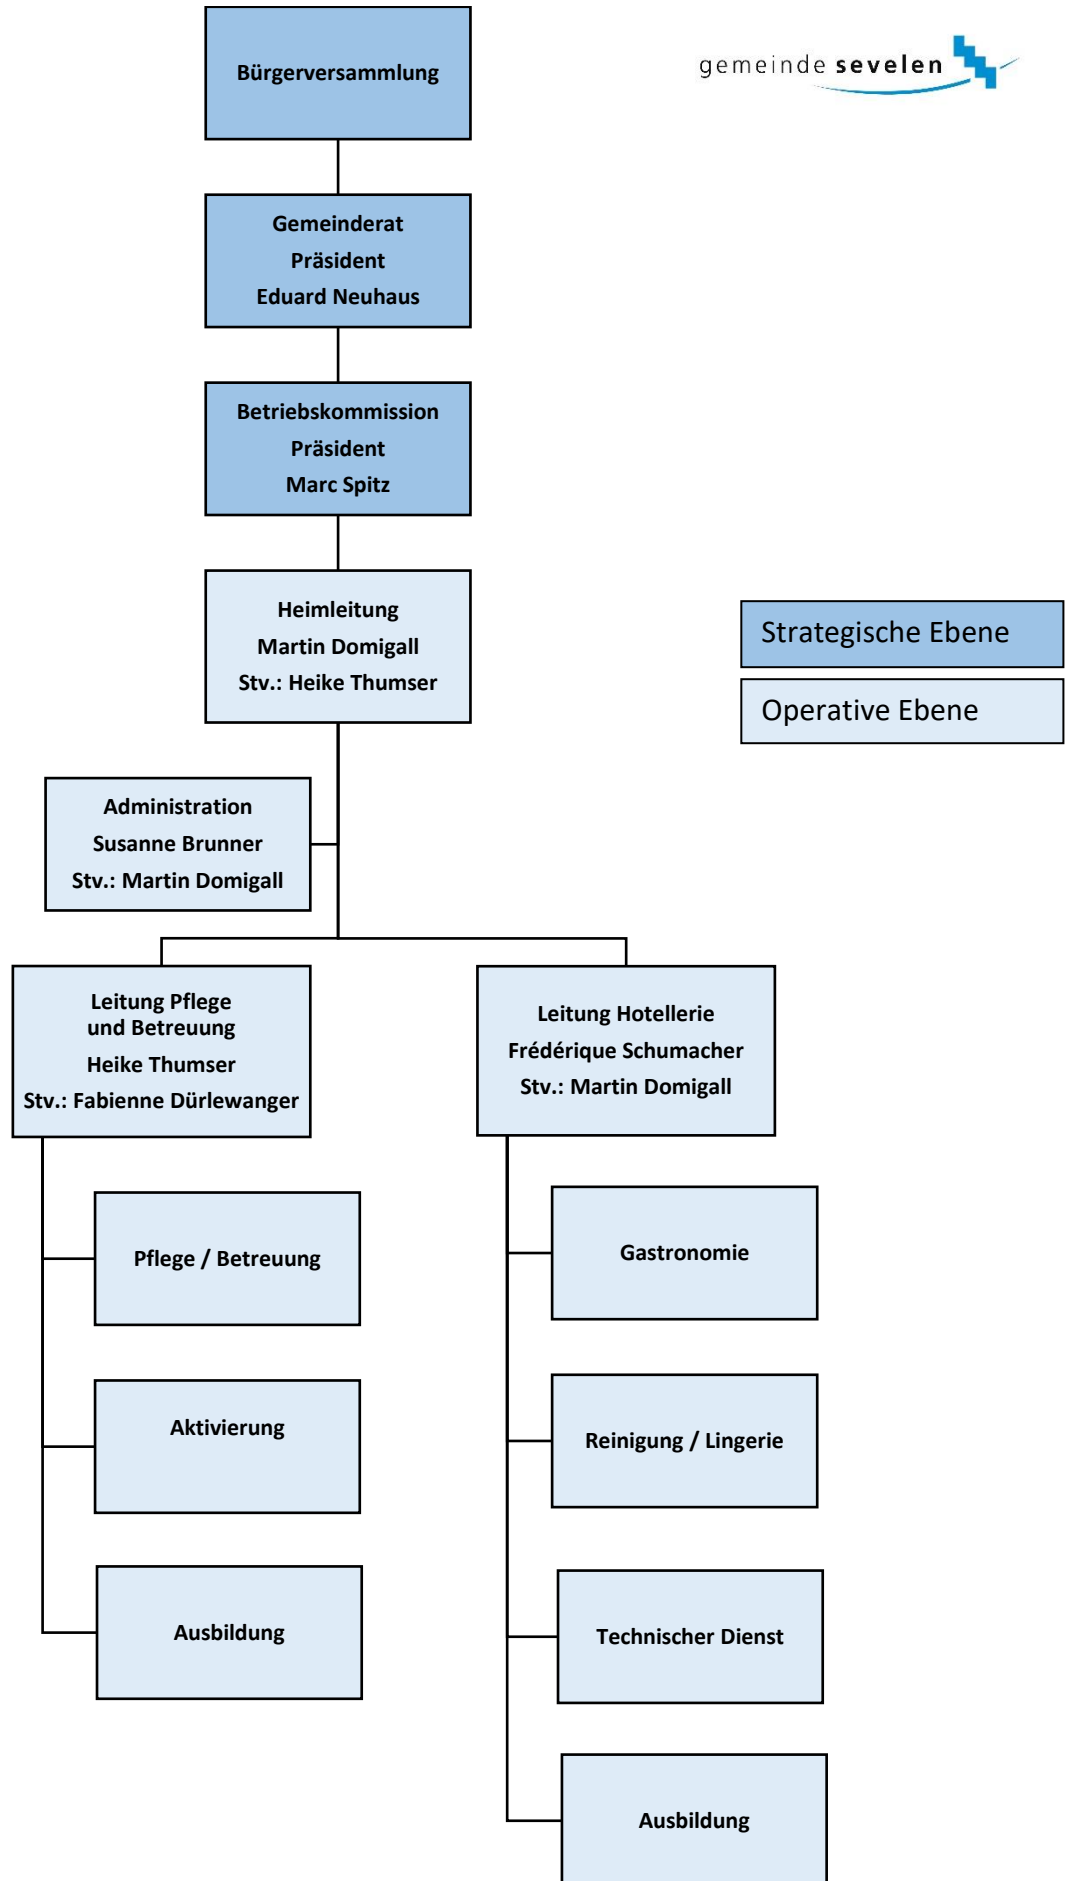 Bürgerversammlung
gemeinde sevelen
Gemeinderat
Präsident
Eduard Neuhaus
Betriebskommission
Präsident
Marc Spitz
Heimleitung
Martin Domigall
Stv.: Heike Thumser
Strategische Ebene
Operative Ebene
Administration
Susanne Brunner
Stv.: Martin Domigall
Leitung Pflege
und Betreuung
Heike Thumser
Stv.: Fabienne Dürlewanger
Leitung Hotellerie
Frédérique Schumacher
Stv.: Martin Domigall
Pflege / Betreuung
Aktivierung
Ausbildung
Gastronomie
Reinigung / Lingerie
Technischer Dienst
Ausbildung